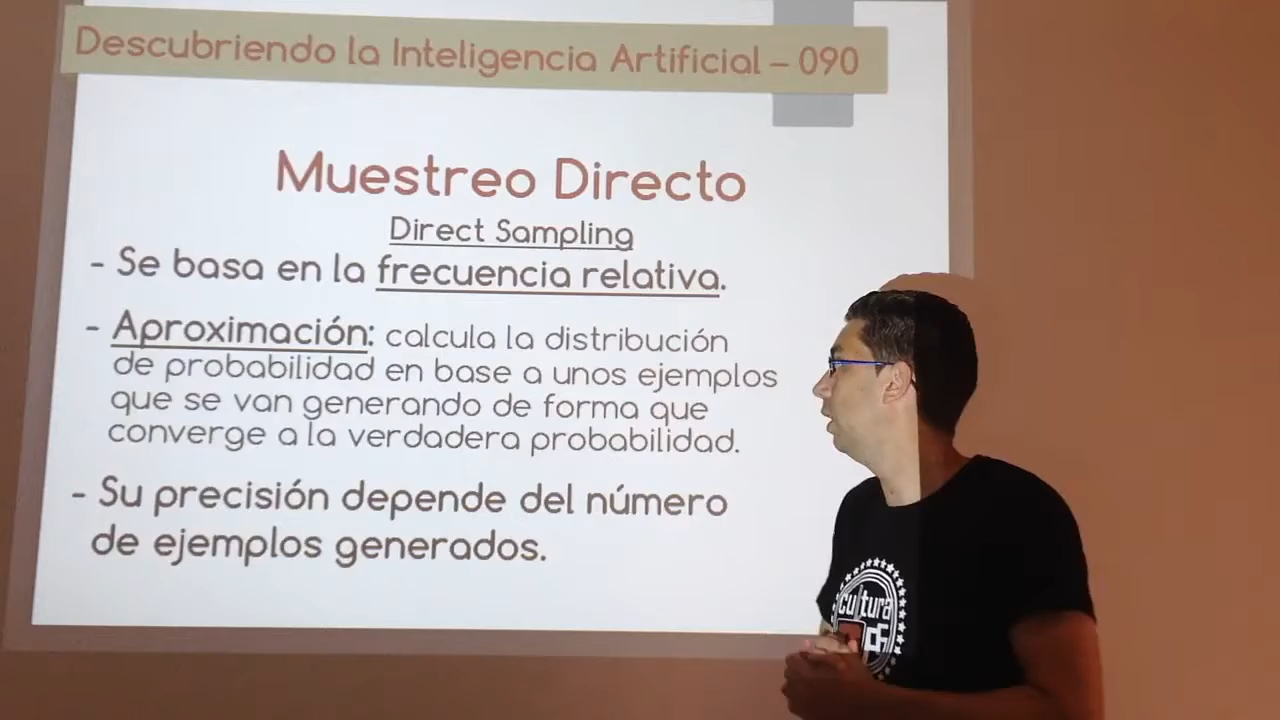 Descubriendo la Inteligencia Artificial – 090
Muestreo Directo
Direct Sampling
- Se basa en la frecuencia relativa.
- Aproximación: calcula la distribución
de probabilidad en base a unos ejemplos
que se van generando de forma que
converge a la verdadera probabilidad.
- Su precisión depende del número
de ejemplos generados.
cultura